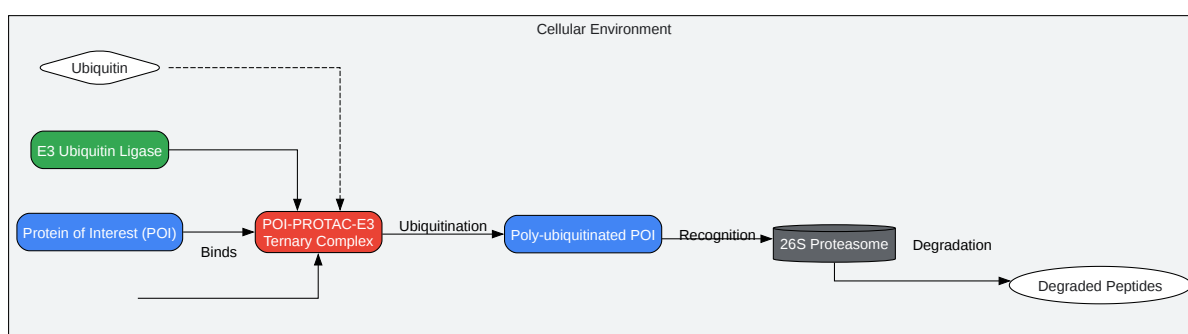 Cellular Environment
Ubiquitin
E3 Ubiquitin Ligase
Protein of Interest (POI)
Binds
POI-PROTAC-E3
Ternary Complex
Ubiquitination
Poly-ubiquitinated POI
Recognition
26S Proteasome
Degradation
Degraded Peptides